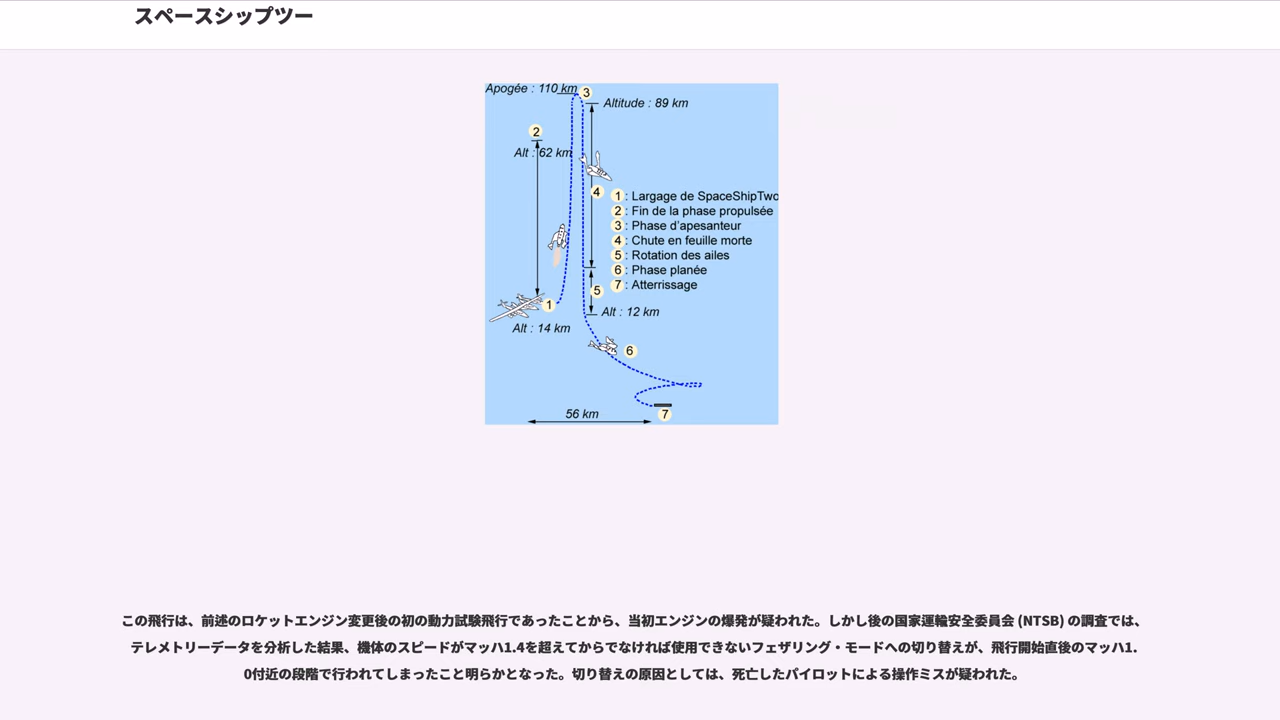 スペースシップツー
Apogée : 110 km
3
Altitude : 89 km
2
Alt : 62 km
4
1 : Largage de SpaceShipTwo
2 : Fin de la phase propulsée
3 : Phase d'apesanteur
4 : Chute en feuille morte
5 : Rotation des ailes
6 : Phase planée
7 : Atterrissage
5
1
Alt : 12 km
Alt : 14 km
6
56 km
7
この飛行は、前述のロケットエンジン変更後の初の動力試験飛行であったことから、当初エンジンの爆発が疑われた。しかし後の国家運輸安全委員会 (NTSB) の調査では、
テレメトリーデータを分析した結果、機体のスピードがマッハ1.4を超えてからでなければ使用できないフェザリング・モードへの切り替えが、飛行開始直後のマッハ1.
0付近の段階で行われてしまったこと明らかとなった。切り替えの原因としては、死亡したパイロットによる操作ミスが疑われた。